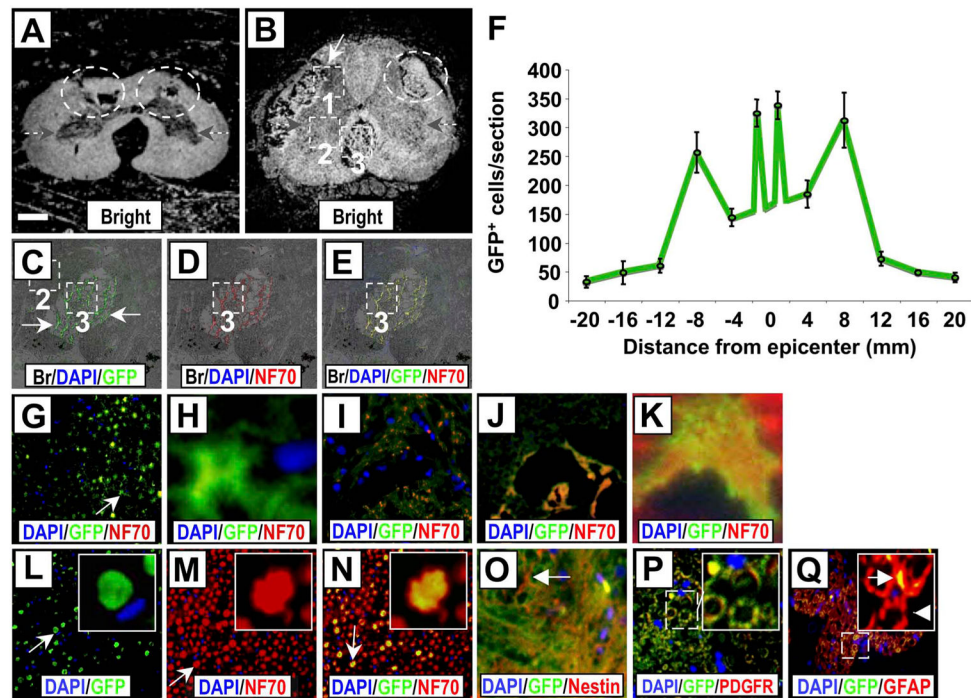 A
Bright
B
1
2
3
Bright
F
GFP+ cells/section
400
350
300
250
200
150
100
50
0
-20 -16 -12 -8 -4 0 4 8 12 16 20
Distance from epicenter (mm)
C
2
3
Br/DAPI/GFP
D
3
Br/DAPI/NF70
E
3
Br/DAPI/GFP/NF70
G
DAPI/GFP/NF70
H
DAPI/GFP/NF70
I
DAPI/GFP/NF70
J
DAPI/GFP/NF70
K
DAPI/GFP/NF70
L
DAPI/GFP
M
DAPI/NF70
N
DAPI/GFP/NF70
O
DAPI/GFP/Nestin
P
DAPI/GFP/PDGFR
Q
DAPI/GFP/GFAP